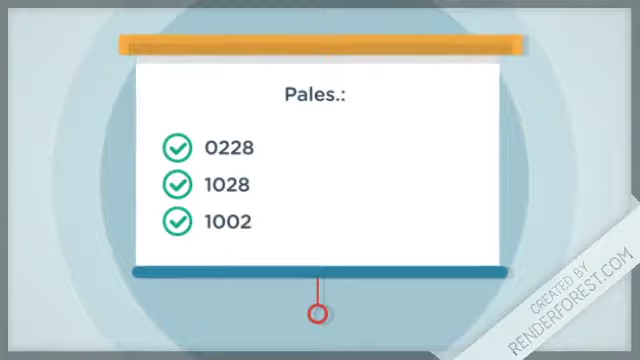 Pales.:
0228
1028
1002
CREATED BY
RENDERFOREST.COM